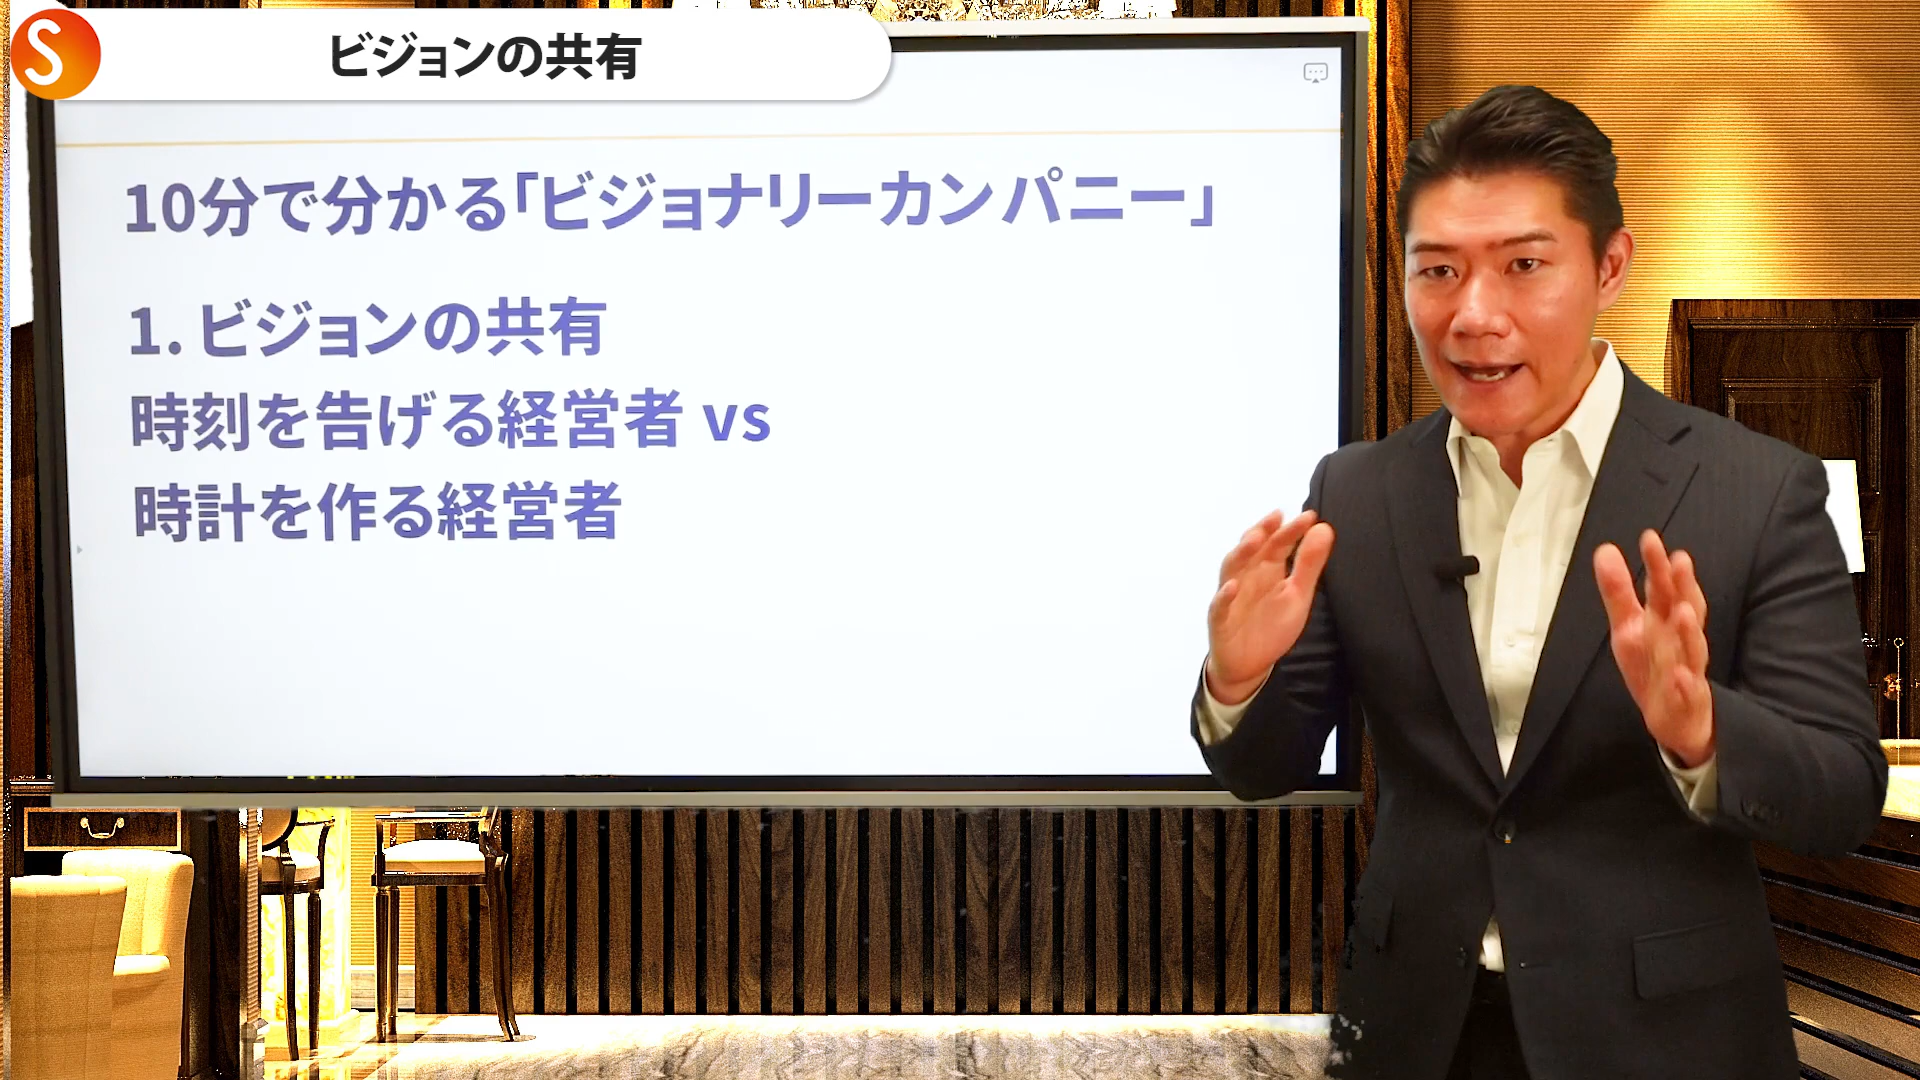 S
ビジョンの共有
10分で分かる「ビジョナリーカンパニー」
1. ビジョンの共有
時刻を告げる経営者 vs
時計を作る経営者